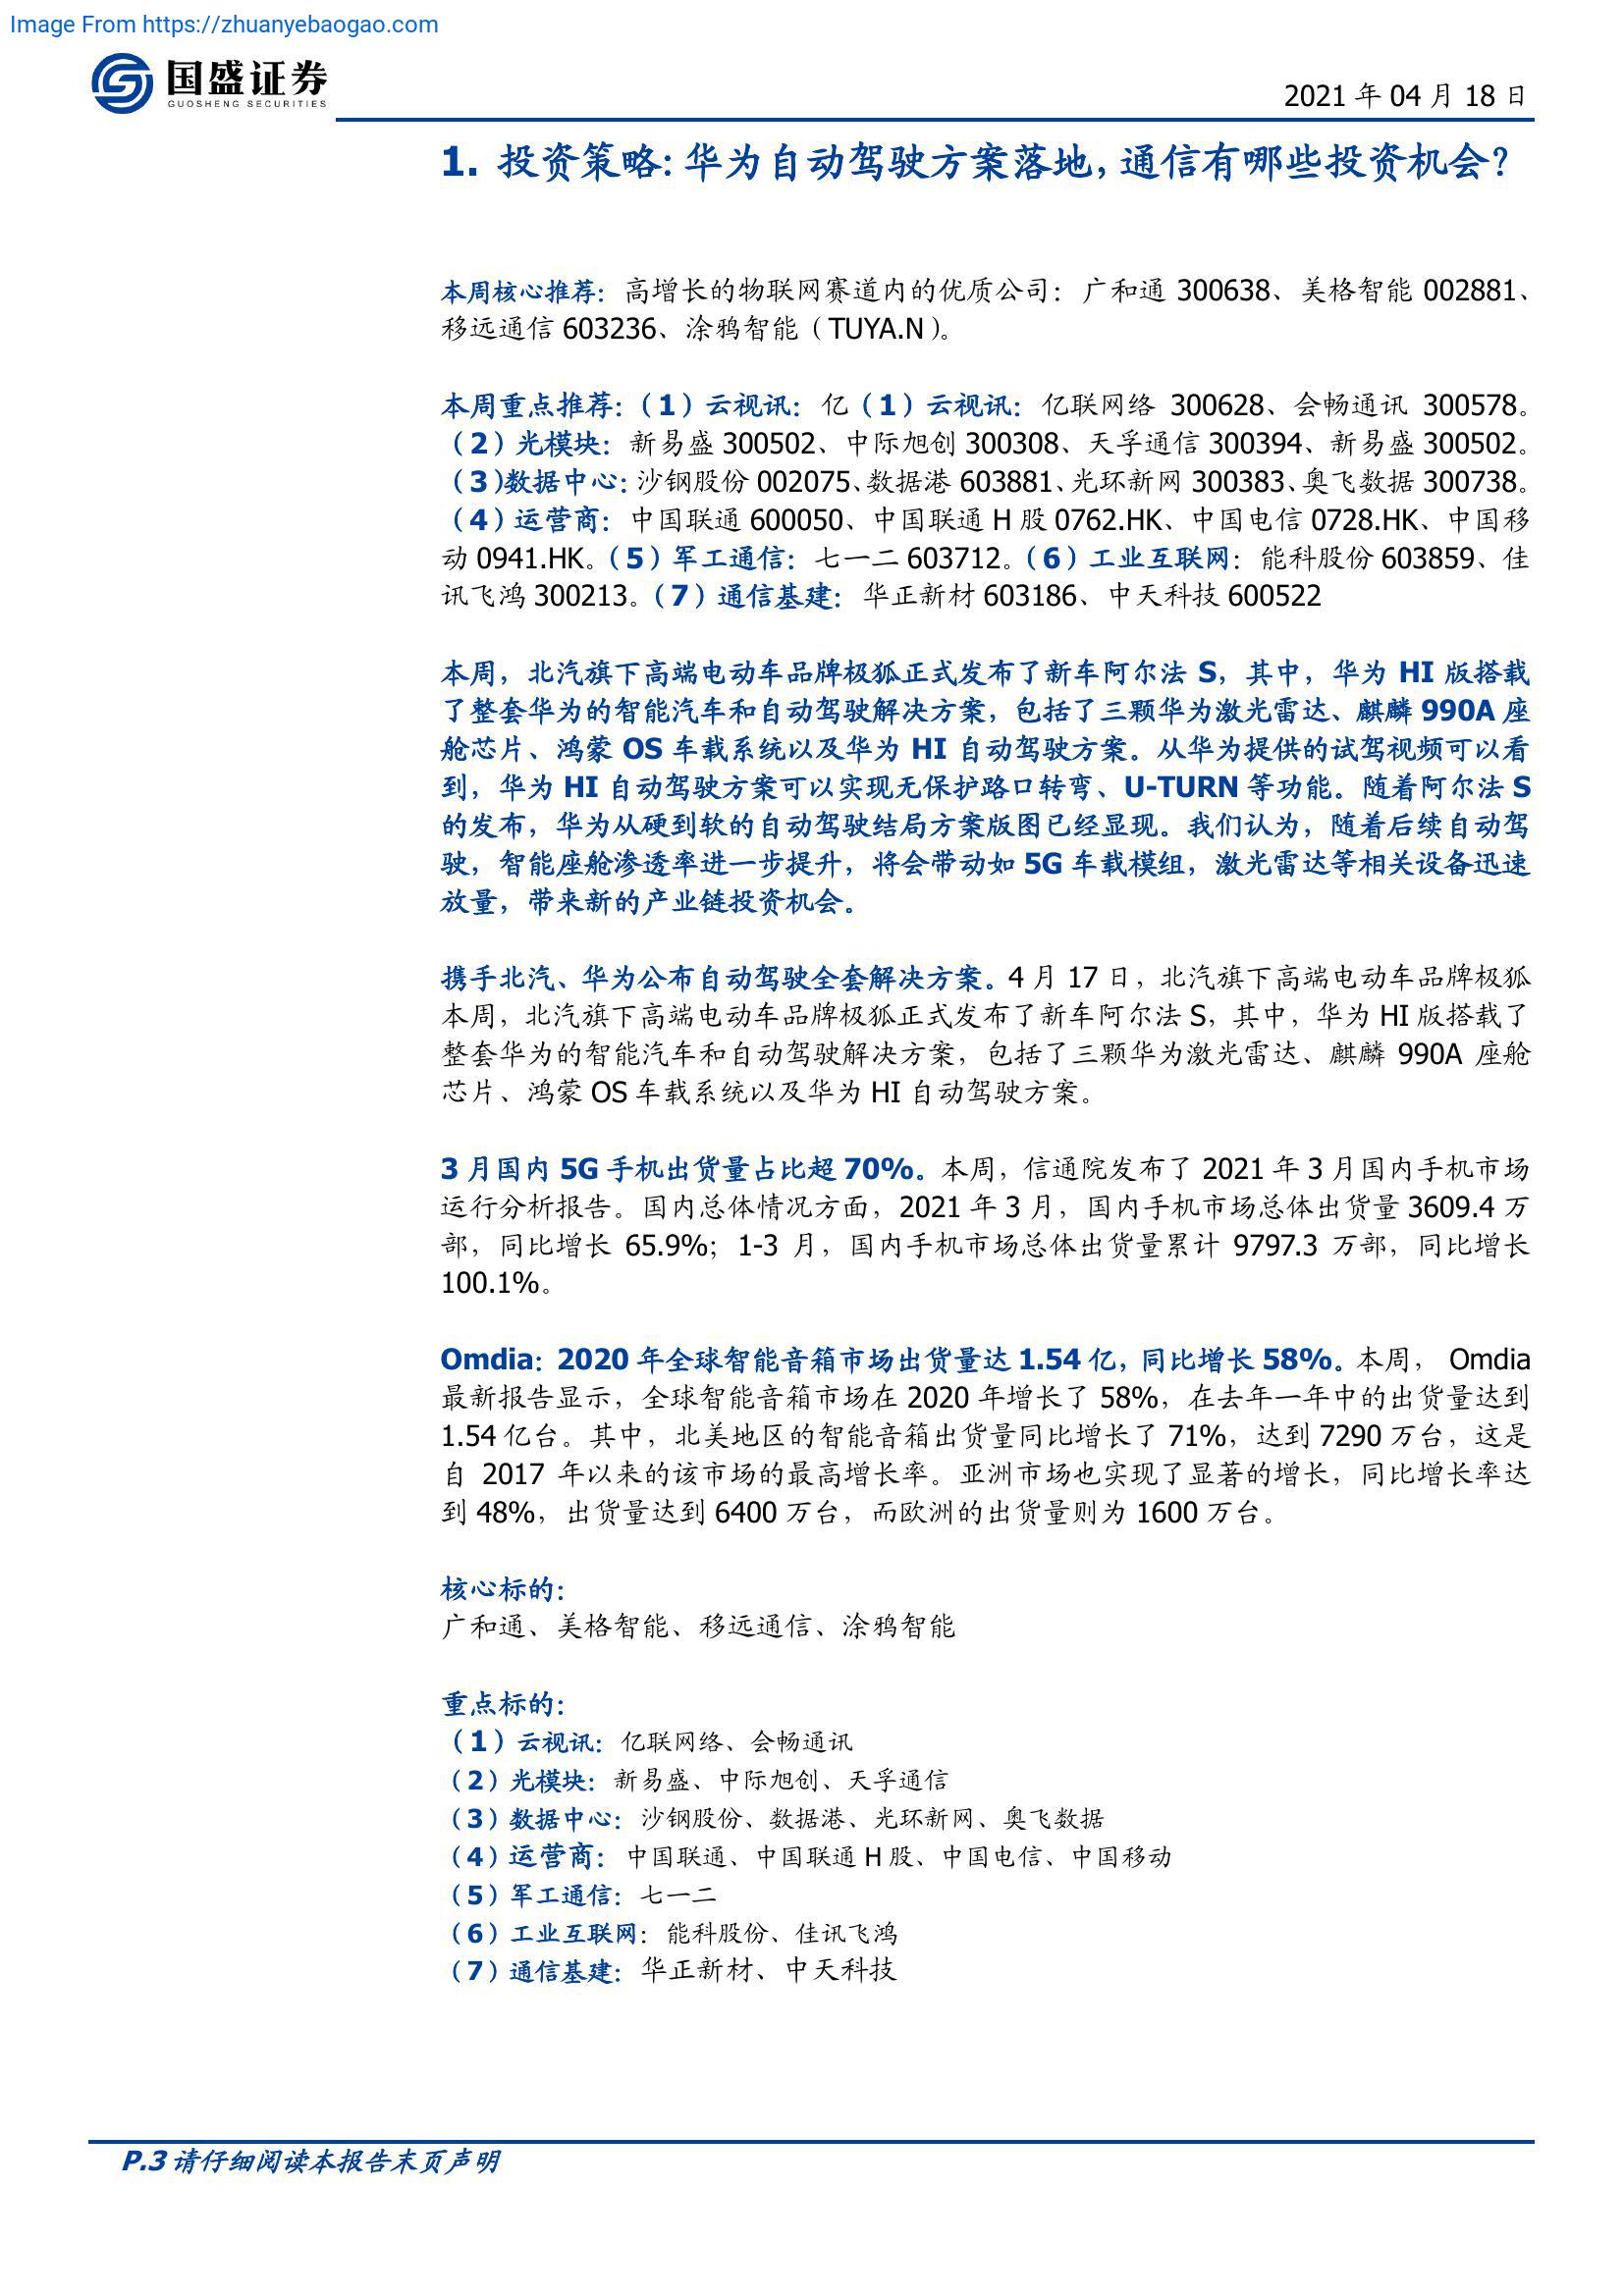 Image From https://zhuanyebaogao.com
国盛证券
GUOSHENG SECURITIES
2021 年 04 月 18 日
1. 投资策略：华为自动驾驶方案落地，通信有哪些投资机会？
本周核心推荐：高增长的物联网赛道内的优质公司：广和通 300638、美格智能 002881、
移远通信 603236、涂鸦智能（TUYA.N）。
本周重点推荐：（1）云视讯：亿（1）云视讯：亿联网络 300628、会畅通讯 300578。
（2）光模块：新易盛 300502、中际旭创 300308、天孚通信 300394、新易盛 300502。
（3）数据中心：沙钢股份 002075、数据港 603881、光环新网 300383、奥飞数据 300738。
（4）运营商：中国联通 600050、中国联通 H 股 0762.HK、中国电信 0728.HK、中国移
动 0941.HK。（5）军工通信：七一二 603712。（6）工业互联网：能科股份 603859、佳
讯飞鸿 300213。（7）通信基建：华正新材 603186、中天科技 600522
本周，北汽旗下高端电动车品牌极狐正式发布了新车阿尔法 S，其中，华为 HI 版搭载
了整套华为的智能汽车和自动驾驶解决方案，包括了三颗华为激光雷达、麒麟 990A 座
舱芯片、鸿蒙 OS 车载系统以及华为 HI 自动驾驶方案。从华为提供的试驾视频可以看
到，华为 HI 自动驾驶方案可以实现无保护路口转弯、U-TURN 等功能。随着阿尔法 S
的发布，华为从硬到软的自动驾驶结局方案版图已经显现。我们认为，随着后续自动驾
驶，智能座舱渗透率进一步提升，将会带动如 5G 车载模组，激光雷达等相关设备迅速
放量，带来新的产业链投资机会。
携手北汽、华为公布自动驾驶全套解决方案。4 月 17 日，北汽旗下高端电动车品牌极狐
本周，北汽旗下高端电动车品牌极狐正式发布了新车阿尔法 S，其中，华为 HI 版搭载了
整套华为的智能汽车和自动驾驶解决方案，包括了三颗华为激光雷达、麒麟 990A 座舱
芯片、鸿蒙 OS 车载系统以及华为 HI 自动驾驶方案。
3 月国内 5G 手机出货量占比超 70%。本周，信通院发布了 2021 年 3 月国内手机市场
运行分析报告。国内总体情况方面，2021 年 3 月，国内手机市场总体出货量 3609.4 万
部，同比增长 65.9%；1-3 月，国内手机市场总体出货量累计 9797.3 万部，同比增长
100.1%。
Omdia：2020 年全球智能音箱市场出货量达 1.54 亿，同比增长 58%。本周， Omdia
最新报告显示，全球智能音箱市场在 2020 年增长了 58%，在去年一年中的出货量达到
1.54 亿台。其中，北美地区的智能音箱出货量同比增长了 71%，达到 7290 万台，这是
自 2017 年以来的该市场的最高增长率。亚洲市场也实现了显著的增长，同比增长率达
到 48%，出货量达到 6400 万台，而欧洲的出货量则为 1600 万台。
核心标的：
广和通、美格智能、移远通信、涂鸦智能
重点标的：
（1）云视讯：亿联网络、会畅通讯
（2）光模块：新易盛、中际旭创、天孚通信
（3）数据中心：沙钢股份、数据港、光环新网、奥飞数据
（4）运营商：中国联通、中国联通 H 股、中国电信、中国移动
（5）军工通信：七一二
（6）工业互联网：能科股份、佳讯飞鸿
（7）通信基建：华正新材、中天科技
P.3 请仔细阅读本报告末页声明